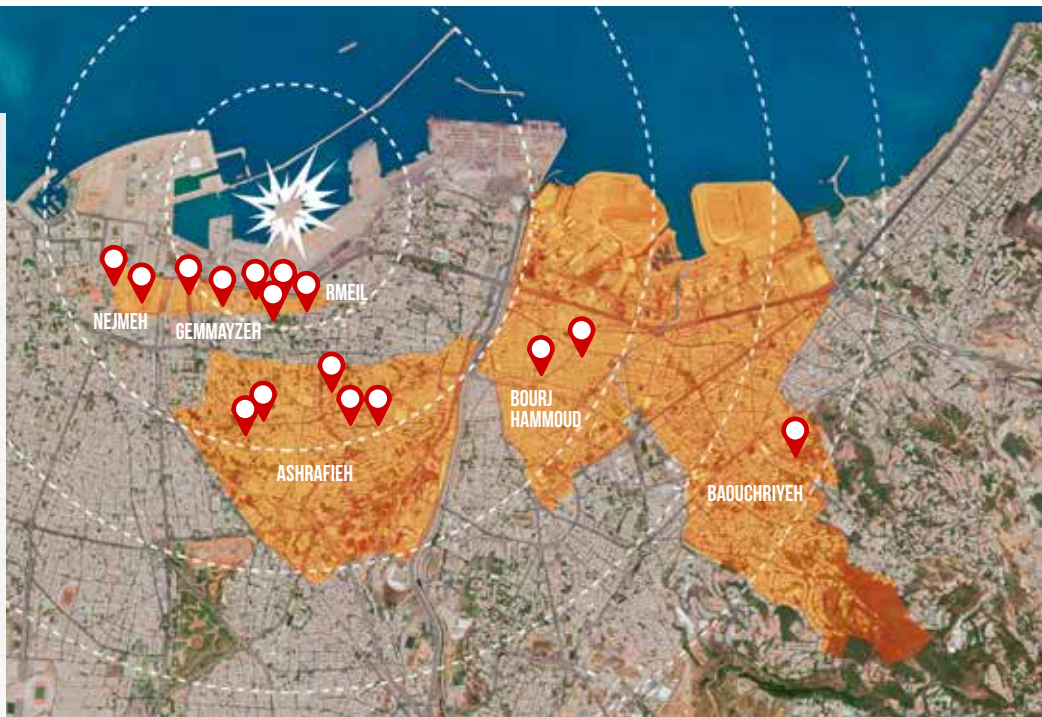 RMEIL
NEJMEH
GEMMAYZER
BOURJ
HAMMOUD
ASHRAFIEH
BAOUCHRIYEH